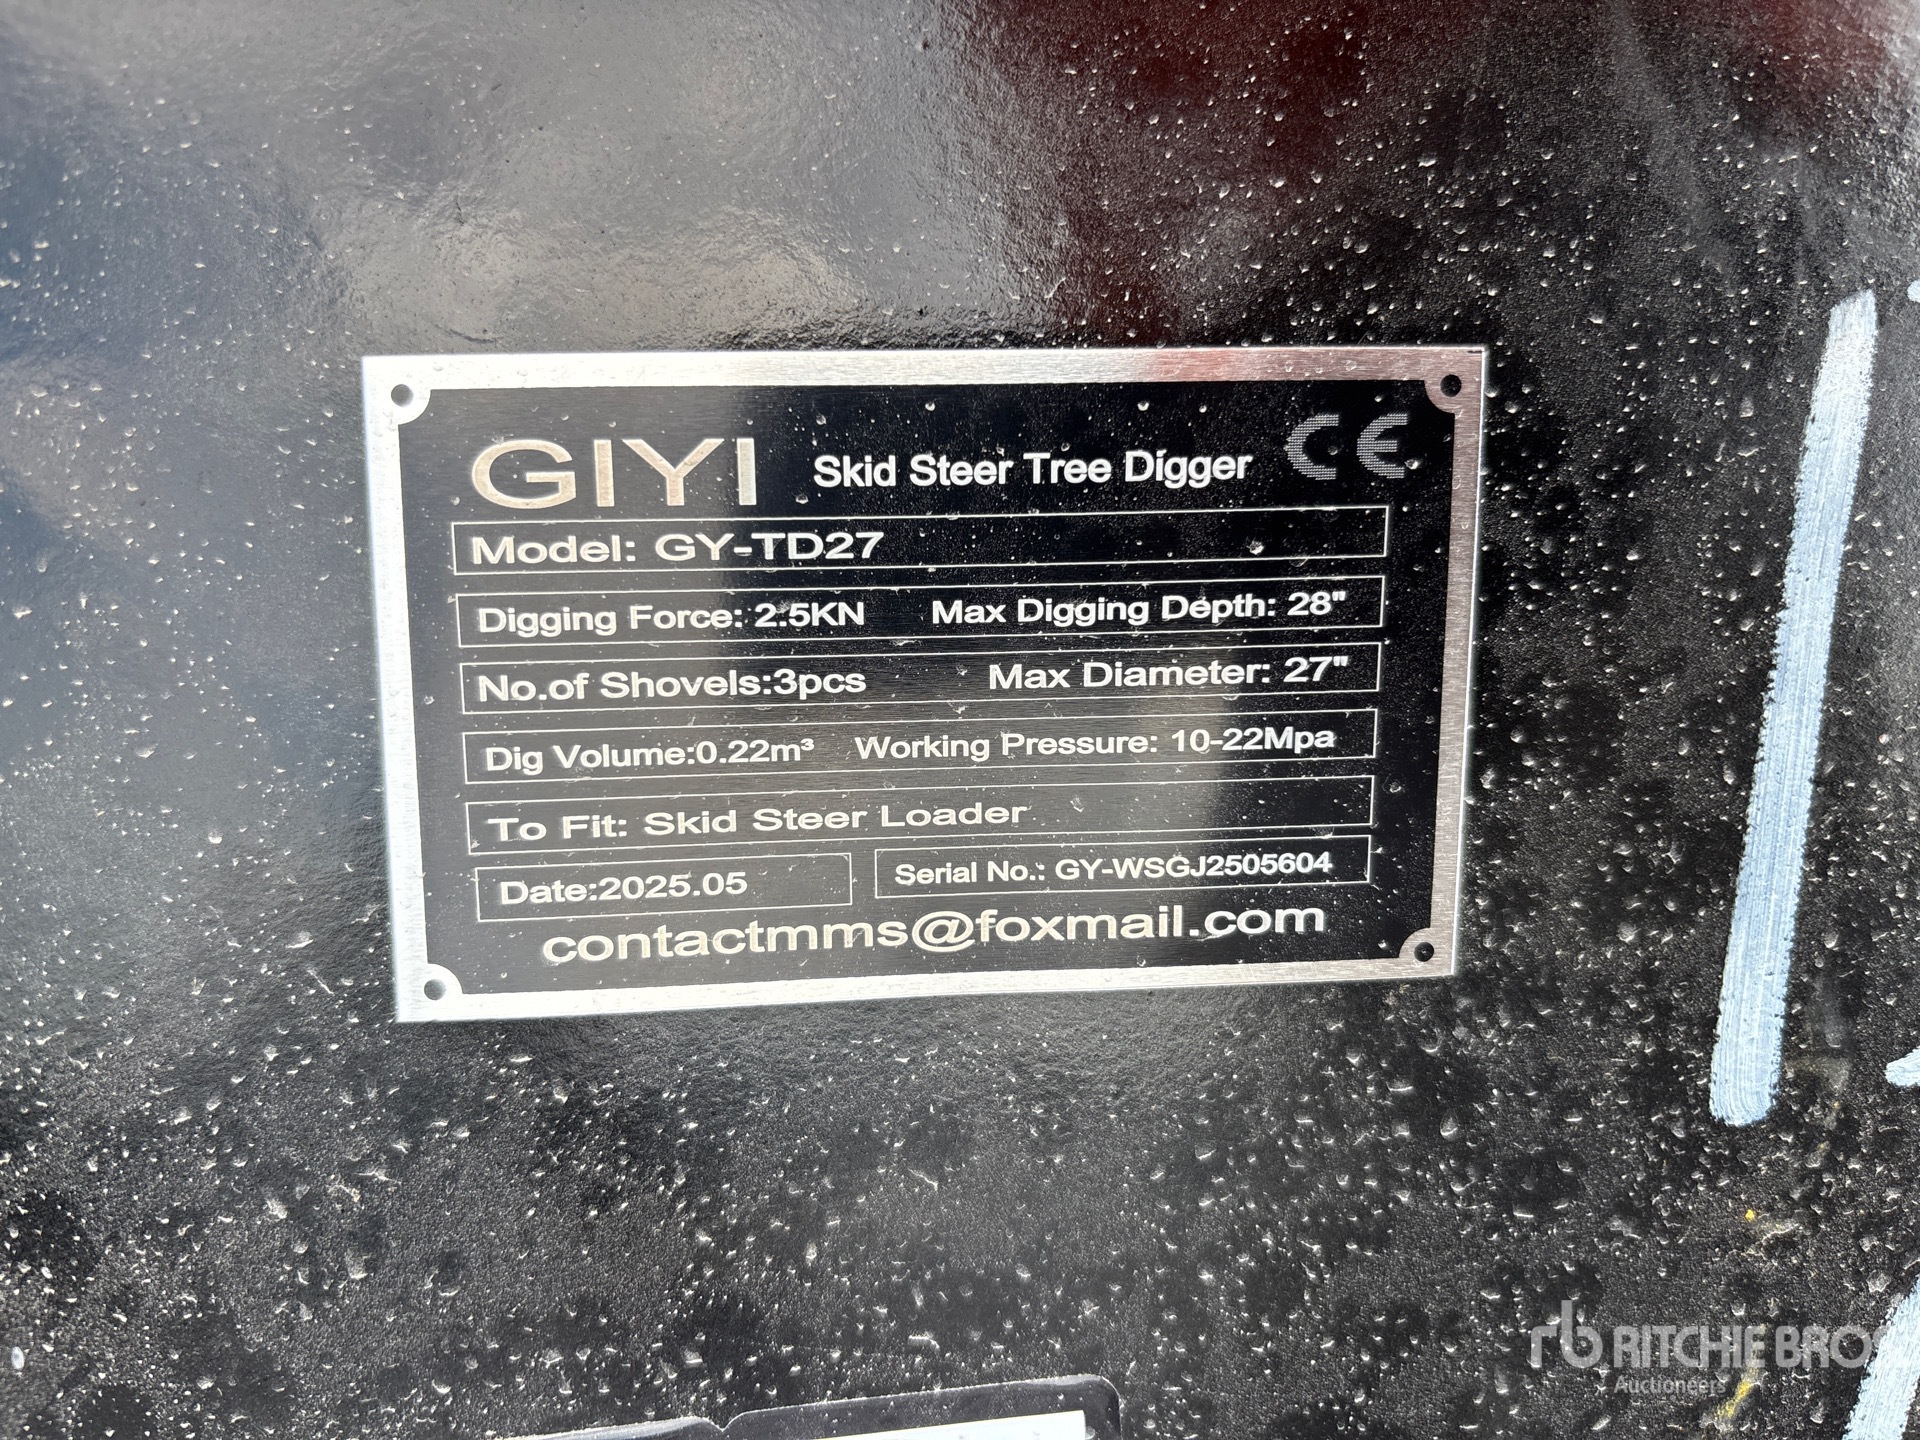 GIYI Skid Steer Tree Digger CE
Model: GY-TD27
Digging Force: 2.5KN Max Digging Depth: 28"
No.of Shovels:3pcs Max Diameter: 27"
Dig Volume:0.22m³ Working Pressure: 10-22Mpa
To Fit: Skid Steer Loader
Date:2025.05 Serial No.: GY-WSGJ2505604
contactmms@foxmail.com
rb RITCHIE BROS
Auctioneers